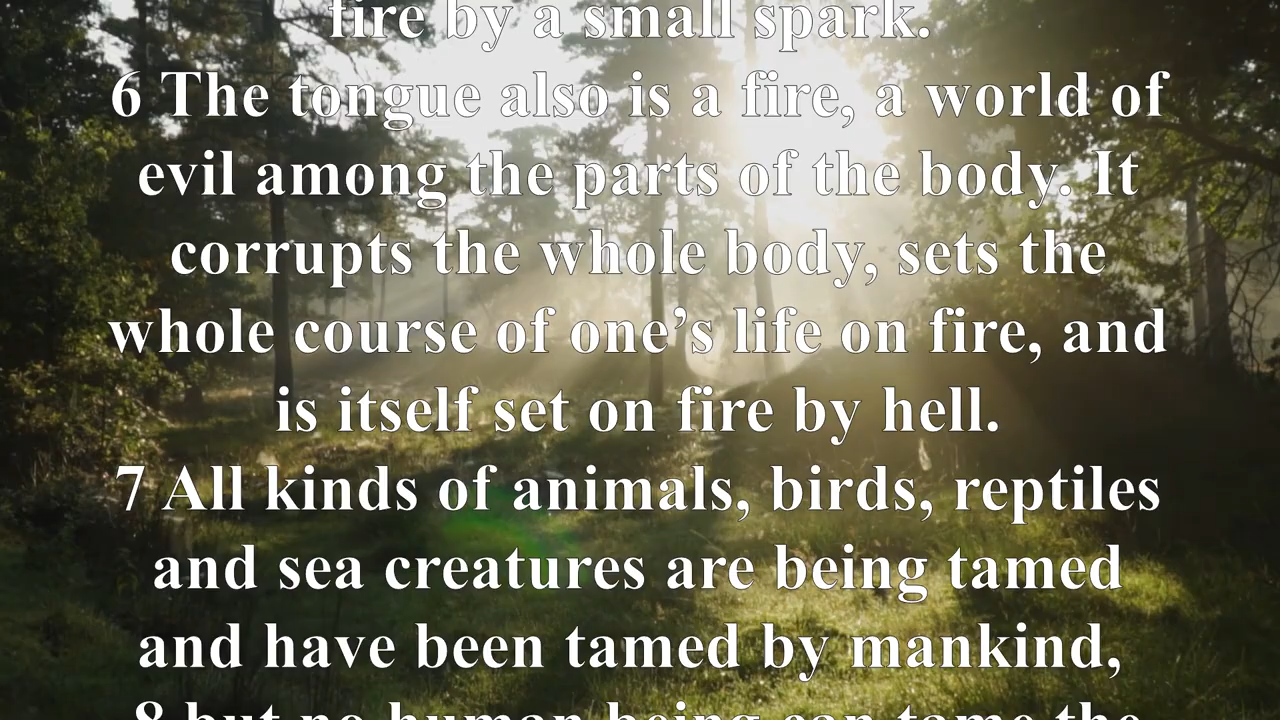 fire by a small spark.
6 The tongue also is a fire, a world of
evil among the parts of the body. It
corrupts the whole body, sets the
whole course of one’s life on fire, and
is itself set on fire by hell.
7 All kinds of animals, birds, reptiles
and sea creatures are being tamed
and have been tamed by mankind,
8 but no human being can tame the